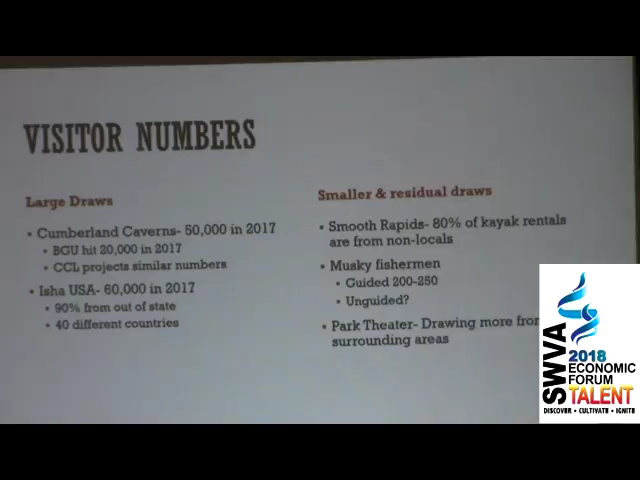 VISITOR NUMBERS
Large Draws
• Cumberland Caverns- 50,000 in 2017
• BGU hit 20,000 in 2017
• CCL projects similar numbers
• Isha USA- 60,000 in 2017
• 90% from out of state
• 40 different countries
Smaller & residual draws
• Smooth Rapids- 80% of kayak rentals
are from non-locals
• Musky fishermen
• Guided 200-250
• Unguided?
• Park Theater- Drawing more from
surrounding areas
SWVA
2018
ECONOMIC
FORUM
TALENT
DISCOVER • CULTIVATE • IGNITE